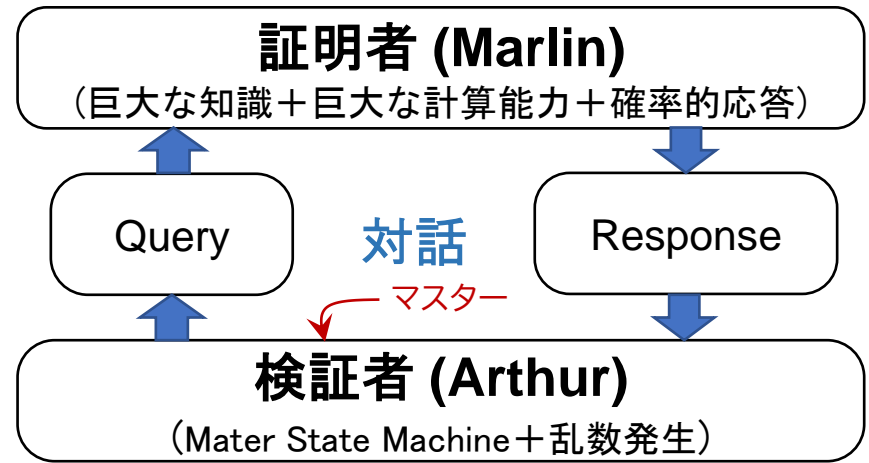 証明者 (Marlin)
（巨大な知識＋巨大な計算能力＋確率的応答）
Query
対話
Response
マスター
検証者 (Arthur)
（Mater State Machine＋乱数発生）